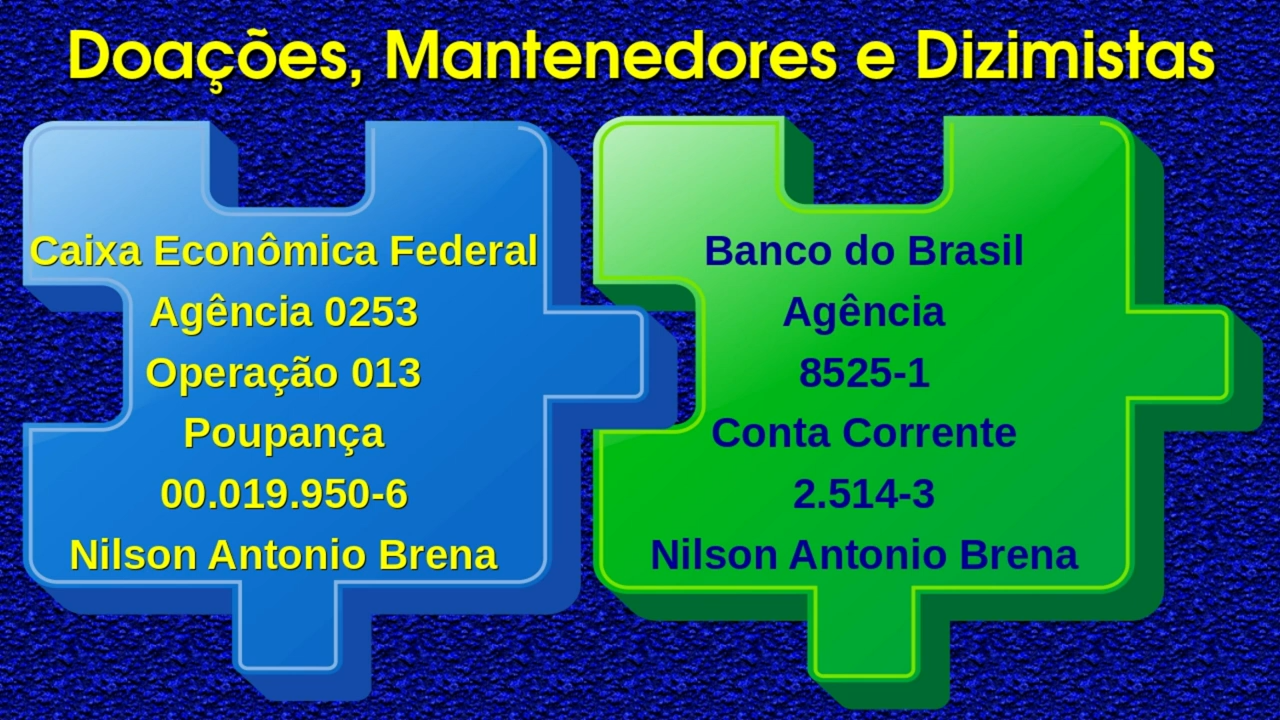 Doações, Mantenedores e Dizimistas
Caixa Econômica Federal
Agência 0253
Operação 013
Poupança
00.019.950-6
Nilson Antonio Brena
Banco do Brasil
Agência
8525-1
Conta Corrente
2.514-3
Nilson Antonio Brena